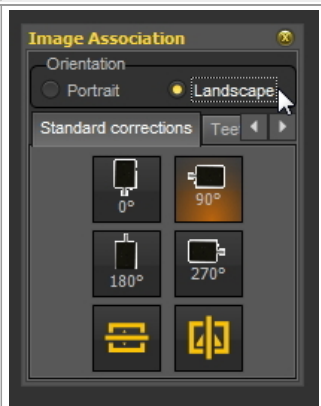 Image Association
Orientation
Portrait Landscape
Standard corrections Tee
0° 90°
180° 270°